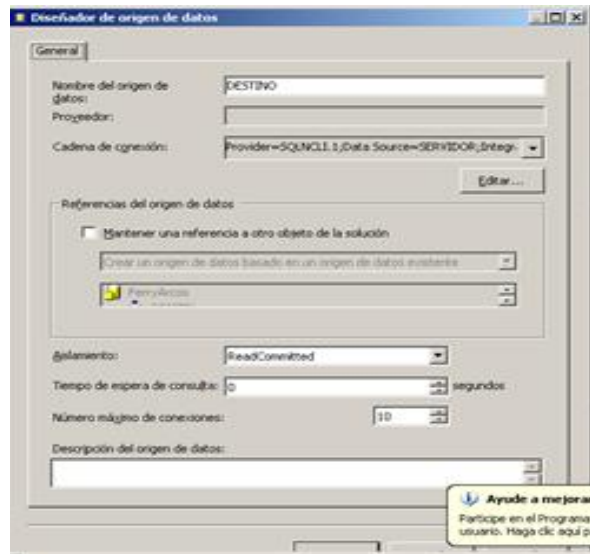 Diseñador de origen de datos
General
Nombre del origen de datos:
DESTINO
Proveedor:
Cadena de conexión:
Provider=SQLNCLI.1;Data Source=SERVIDOR;Integr
Editar...
Referencias del origen de datos
Mantener una referencia a otro objeto de la solución
Crear un origen de datos basado en un origen de datos existente
Aislamiento:
ReadCommitted
Tiempo de espera de consulta:
0
segundos
Número máximo de conexiones:
10
Descripción del origen de datos:
Ayude a mejorar
Participe en el Programa
usuario. Haga clic aquí p